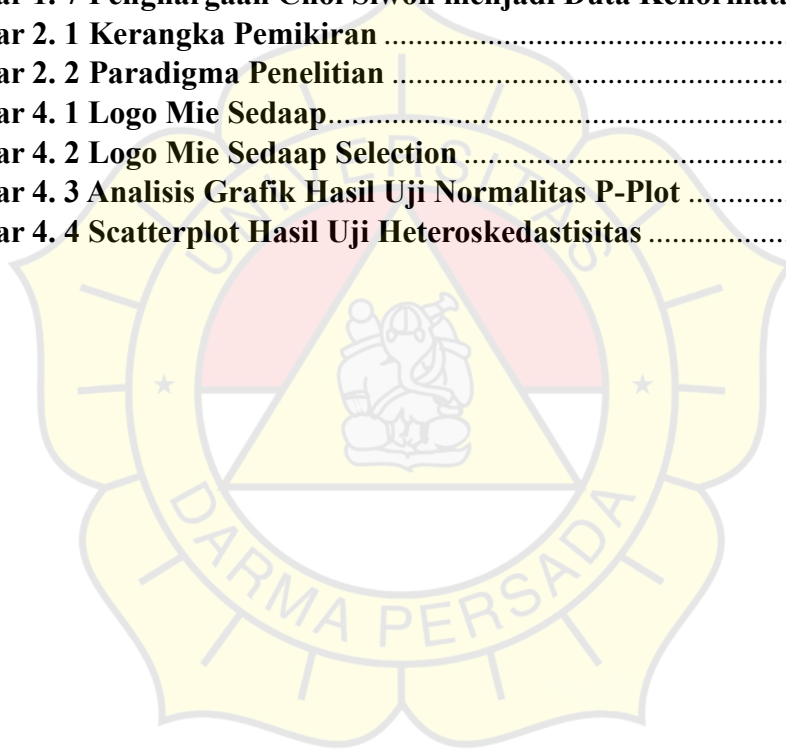 ar 1. 7 Penghargaan Choi Siwon menjadi Duta Kehormata
ar 2. 1 Kerangka Pemikiran ............................................................
ar 2. 2 Paradigma Penelitian ...........................................................
ar 4. 1 Logo Mie Sedaap....................................................................
ar 4. 2 Logo Mie Sedaap Selection ................................................
ar 4. 3 Analisis Grafik Hasil Uji Normalitas P-Plot ...............
ar 4. 4 Scatterplot Hasil Uji Heteroskedastisitas .....................
UNIVERSITAS
DARMA PERSADA